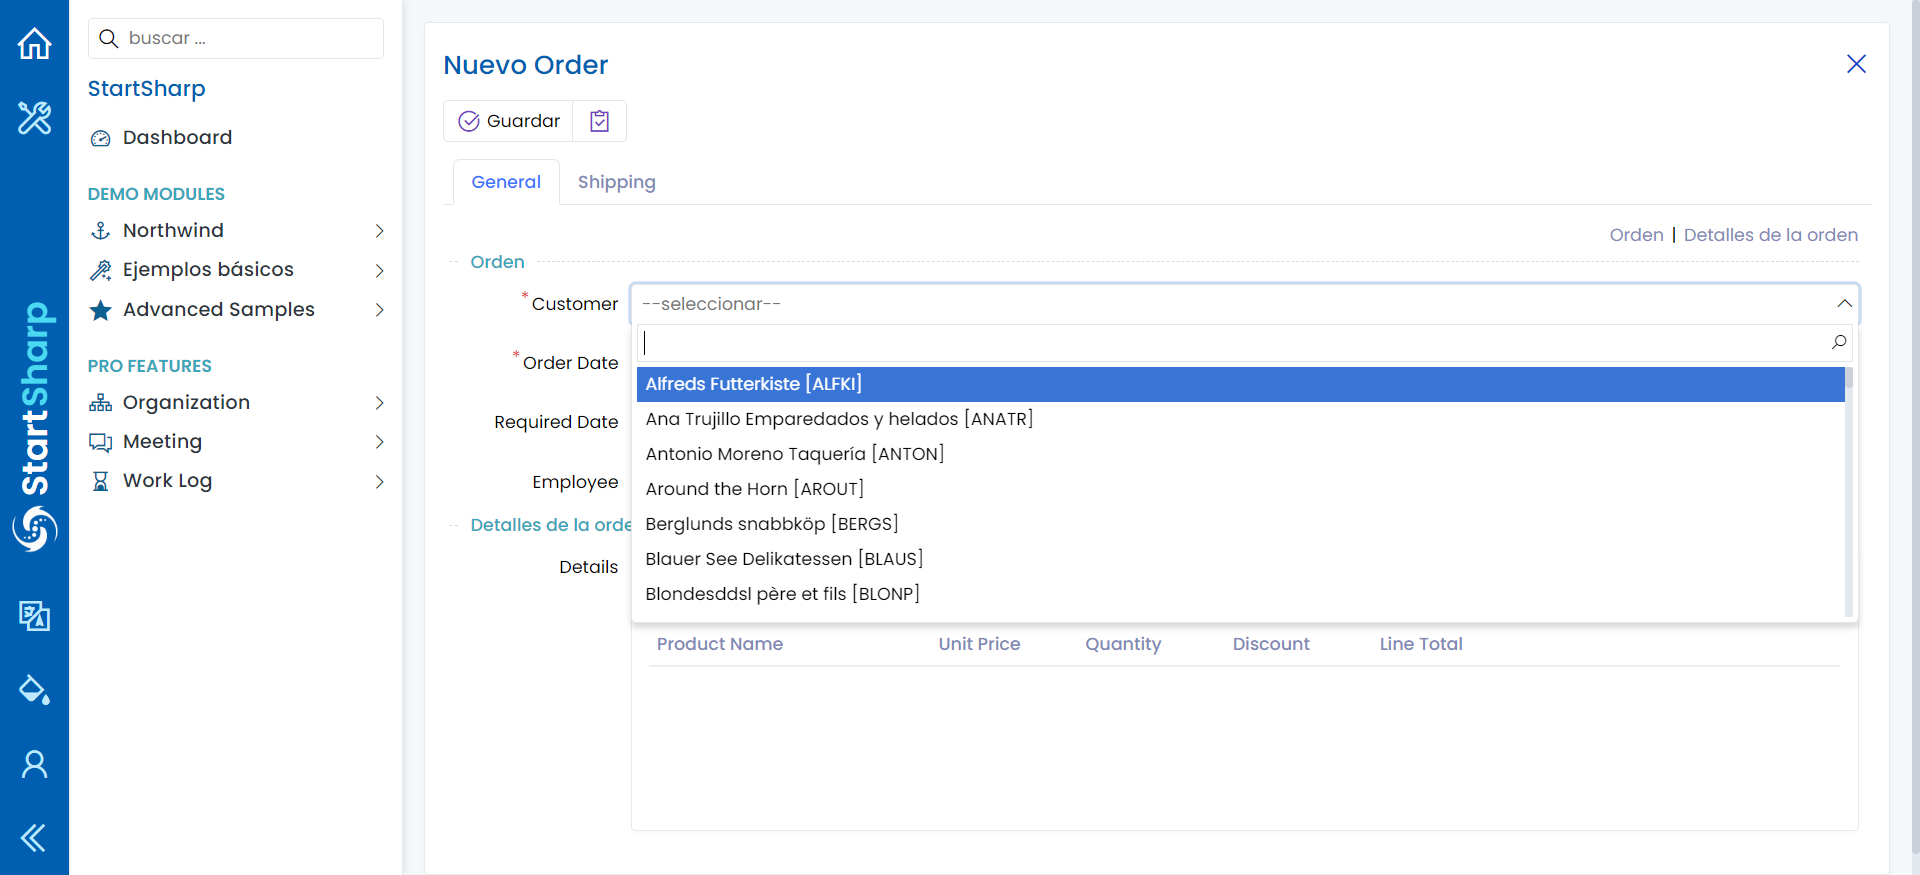 buscar ...
StartSharp
Dashboard
DEMO MODULES
Northwind
Ejemplos básicos
Advanced Samples
PRO FEATURES
Organization
Meeting
Work Log
StartSharp
Nuevo Order
Guardar
General
Shipping
Orden | Detalles de la orden
Orden
*Customer
--seleccionar--
*Order Date
Required Date
Employee
Alfreds Futterkiste [ALFKI]
Ana Trujillo Emparedados y helados [ANATR]
Antonio Moreno Taquería [ANTON]
Around the Horn [AROUT]
Berglunds snabbköp [BERGS]
Blauer See Delikatessen [BLAUS]
Blondesddsl père et fils [BLONP]
Detalles de la orde
Details
Product Name
Unit Price
Quantity
Discount
Line Total